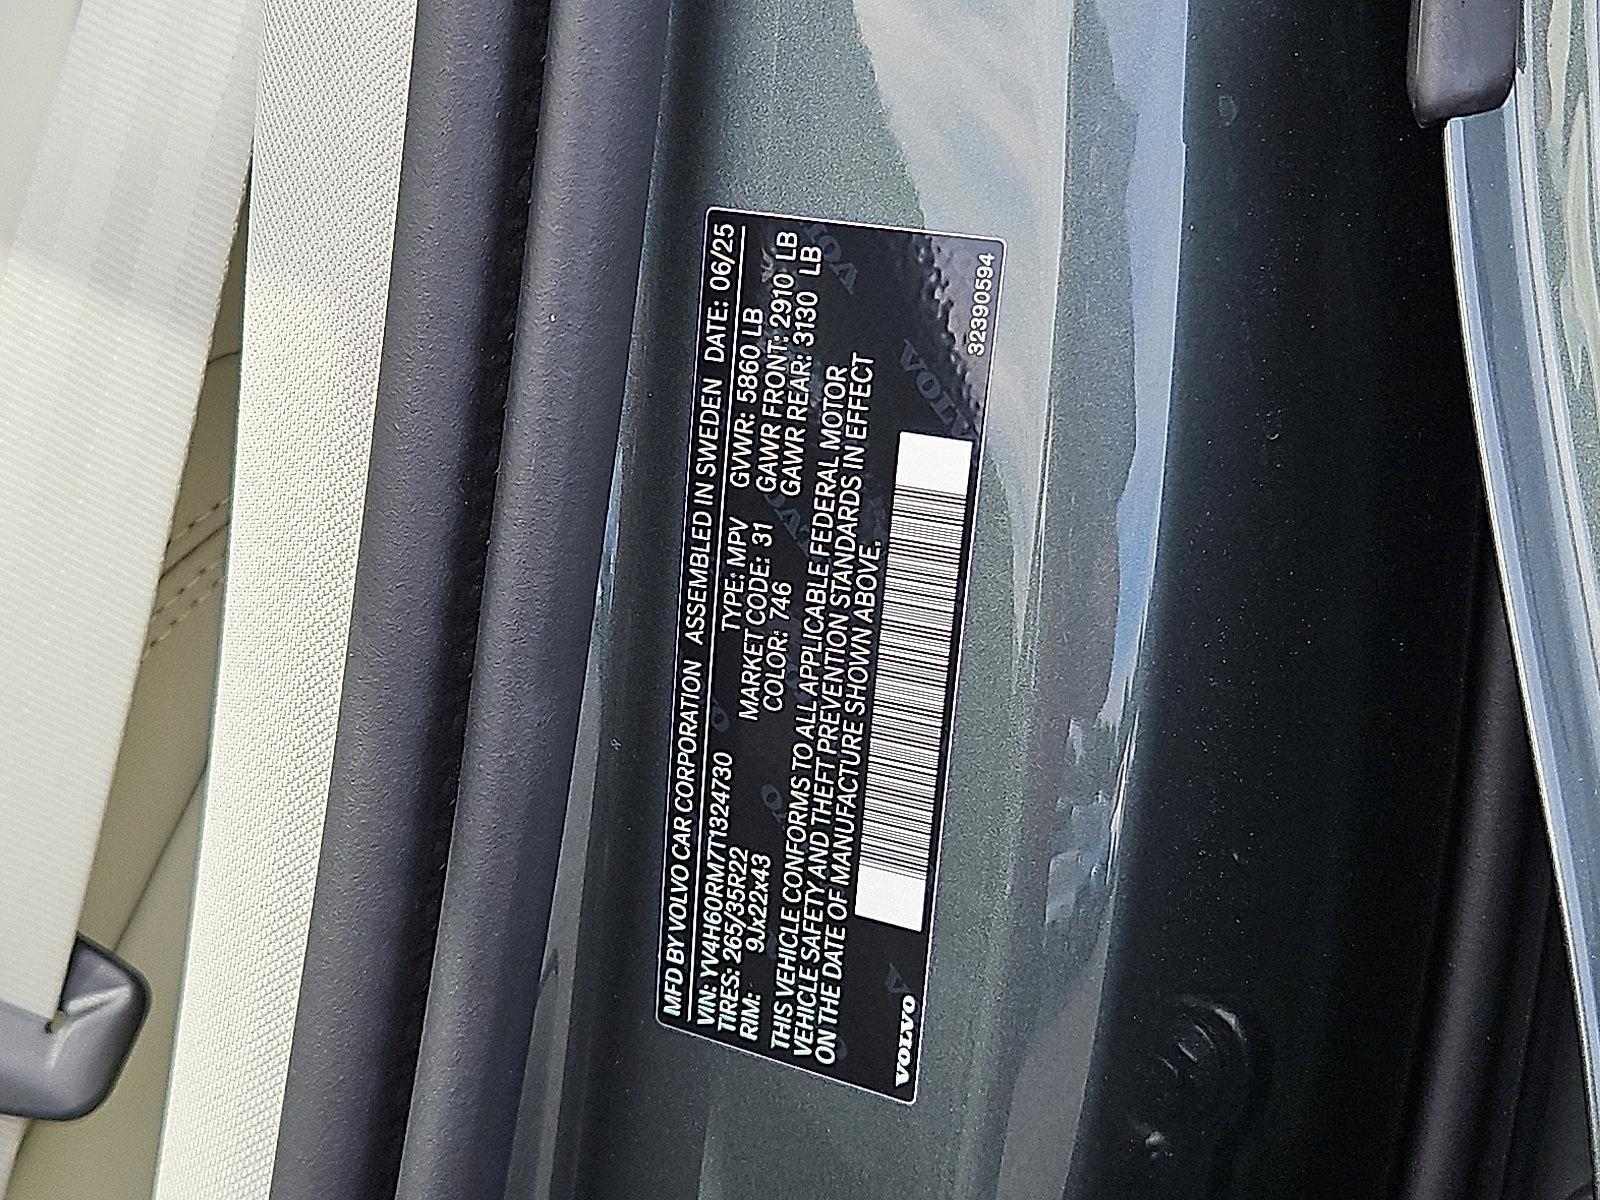 MFD BY VOLVO CAR CORPORATION ASSEMBLED IN SWEDEN DATE: 06/25
VIN: YV4H60RM7T1324730 TYPE: MPV GVWR: 5860 LB
TIRES: 265/35R22 MARKET CODE: 31 GAWR FRONT: 2910 LB
RIM: 9Jx22x43 COLOR: 746 GAWR REAR: 3130 LB
THIS VEHICLE CONFORMS TO ALL APPLICABLE FEDERAL MOTOR
VEHICLE SAFETY AND THEFT PREVENTION STANDARDS IN EFFECT
ON THE DATE OF MANUFACTURE SHOWN ABOVE.
VOLVO
32390594